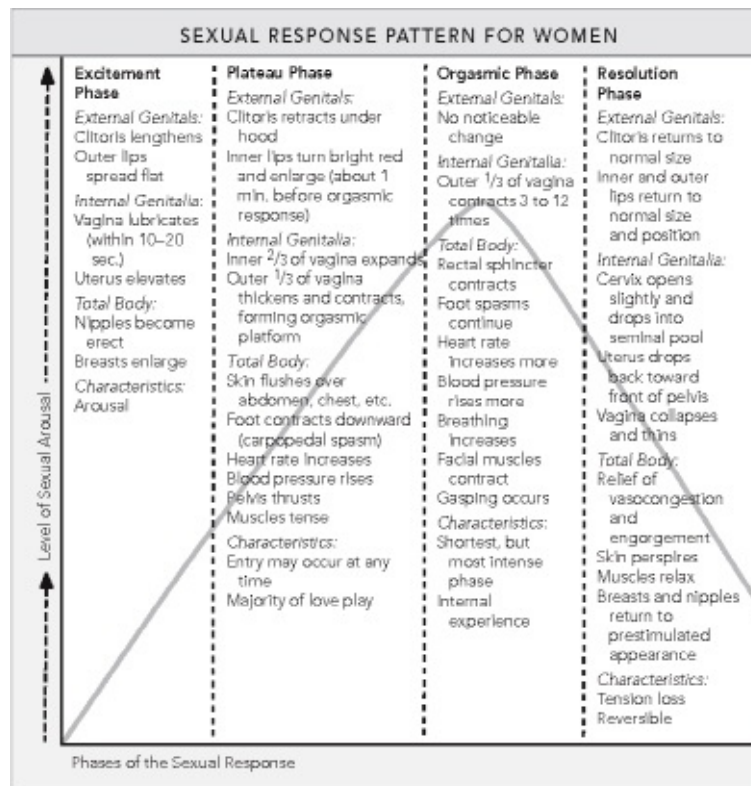 SEXUAL RESPONSE PATTERN FOR WOMEN
Level of Sexual Arousal
Excitement
Phase
External Genitals:
Clitoris lengthens
Outer lips
spread flat
Internal Genitalia:
Vagina lubricates
(within 10–20
sec.)
Uterus elevates
Total Body:
Nipples become
erect
Breasts enlarge
Characteristics:
Arousal
Plateau Phase
External Genitals:
Clitoris retracts under
hood
Inner lips turn bright red
and enlarge (about 1
min. before orgasmic
response)
Internal Genitalia:
Inner 2/3 of vagina expands
Outer 1/3 of vagina
thickens and contracts,
forming orgasmic
platform
Total Body:
Skin flushes over
abdomen, chest, etc.
Foot contracts downward
(carpopedal spasm)
Heart rate increases
Blood pressure rises
Pelvis thrusts
Muscles tense
Characteristics:
Entry may occur at any
time
Majority of love play
Orgasmic Phase
External Genitals:
No noticeable
change
Internal Genitalia:
Outer 1/3 of vagina
contracts 3 to 12
times
Total Body:
Rectal sphincter
contracts
Foot spasms
continue
Heart rate
increases more
Blood pressure
rises more
Breathing
increases
Facial muscles
contract
Gasping occurs
Characteristics:
Shortest, but
most intense
phase
Internal
experience
Resolution
Phase
External Genitals:
Clitoris returns to
normal size
Inner and outer
lips return to
normal size
and position
Internal Genitalia:
Cervix opens
slightly and
drops into
seminal pool
Uterus drops
back toward
front of pelvis
Vagina collapses
and thins
Total Body:
Relief of
vasocongestion
and
engorgement
Skin perspires
Muscles relax
Breasts and nipples
return to
prestimulated
appearance
Characteristics:
Tension loss
Reversible
Phases of the Sexual Response